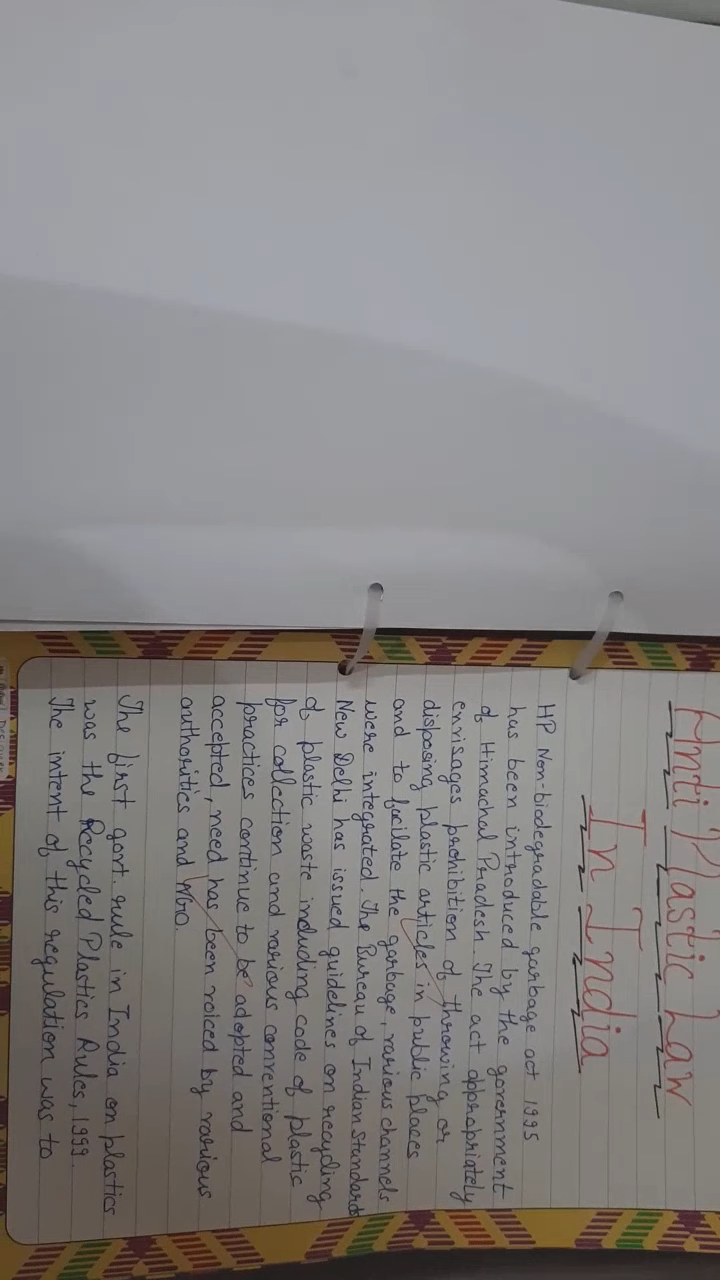 Anti Plastic Law
In India
HP Non-biodegradable garbage act 1995
has been introduced by the government
of Himachal Pradesh. The act appropriately
envisages prohibition of throwing or
disposing plastic articles in public places
and to facilate the garbage, various channels
were integrated. The Bureau of Indian Standards
New Delhi has issued guidelines on recycling
of plastic waste including code of plastic
for collection and various conventional
practices continue to be adopted and
accepted, need has been voiced by various
authorities and NGO.
The first govt. rule in India on plastics
was the Recycled Plastics Rules, 1999.
The intent of this regulation was to